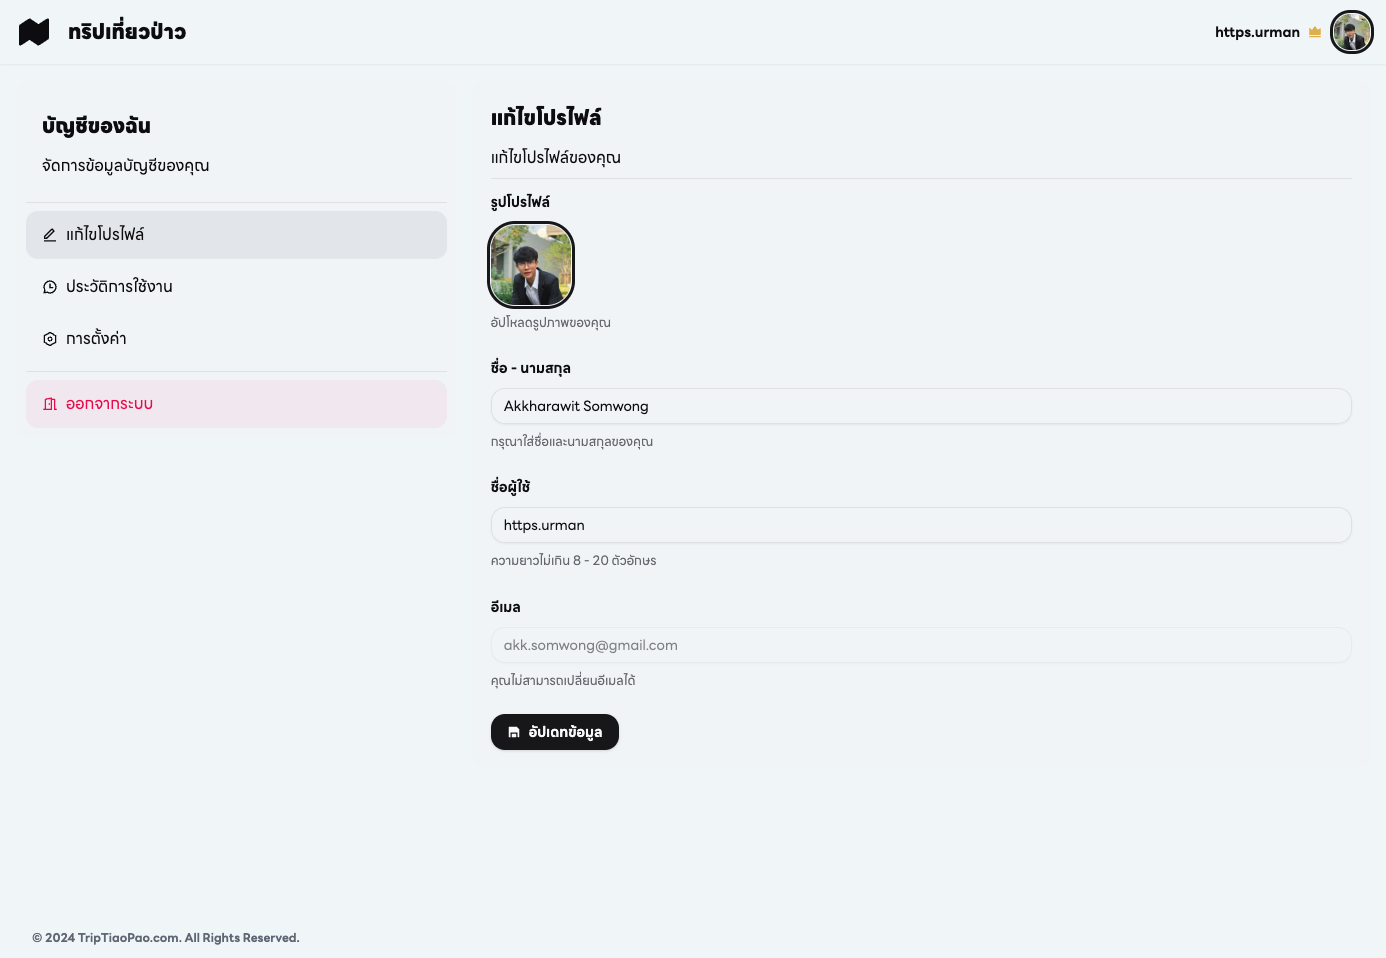 ทริปเที่ยวป่าว
https.urman
บัญชีของฉัน
จัดการข้อมูลบัญชีของคุณ
แก้ไขโปรไฟล์
ประวัติการใช้งาน
การตั้งค่า
ออกจากระบบ
แก้ไขโปรไฟล์
แก้ไขโปรไฟล์ของคุณ
รูปโปรไฟล์
อัปโหลดรูปภาพของคุณ
ชื่อ - นามสกุล
Akkharawit Somwong
กรุณาใส่ชื่อและนามสกุลของคุณ
ชื่อผู้ใช้
https.urman
ความยาวไม่เกิน 8 - 20 ตัวอักษร
อีเมล
akk.somwong@gmail.com
คุณไม่สามารถเปลี่ยนอีเมลได้
อัปเดทข้อมูล
© 2024 TripTiaoPao.com. All Rights Reserved.